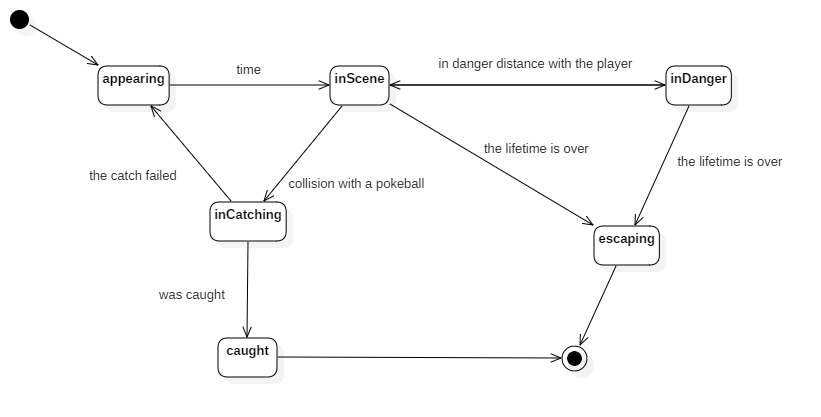 in danger distance with the player
time
appearing
inScene
inDanger
the lifetime is over
the lifetime is over
the catch failed
collision with a pokeball
inCatching
escaping
was caught
caught